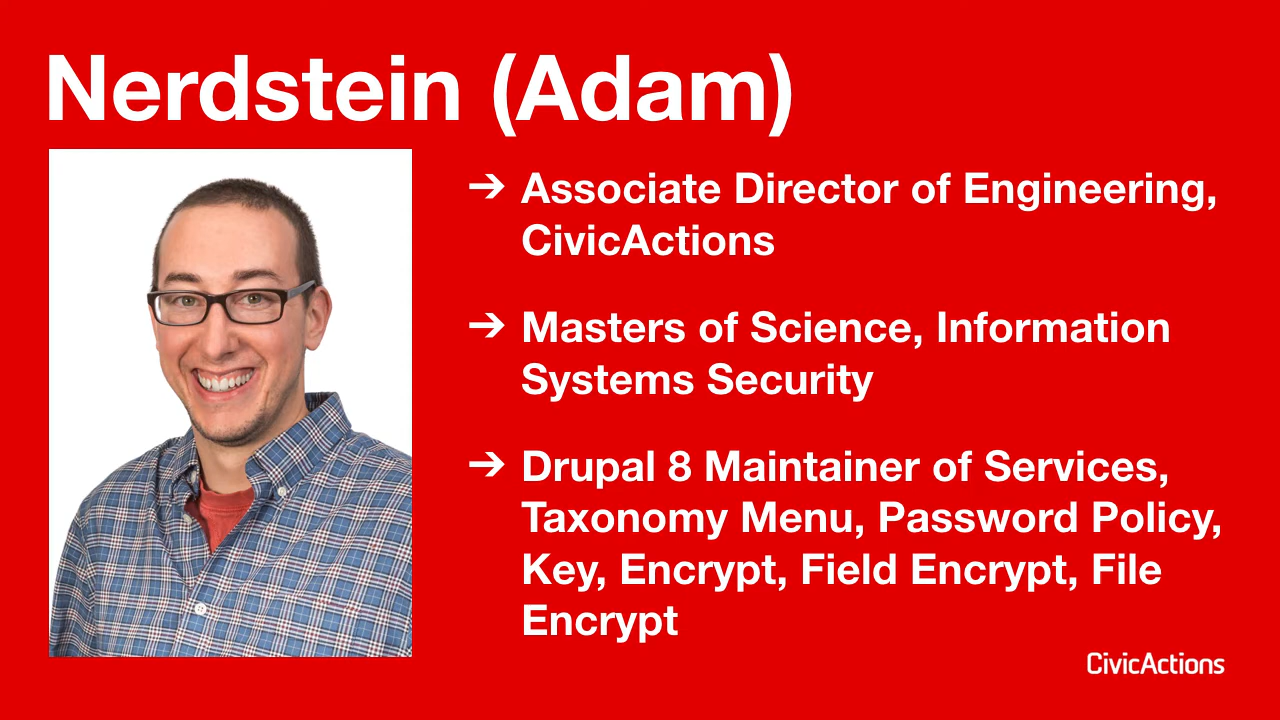 Nerdstein (Adam)
➔ Associate Director of Engineering,
CivicActions
➔ Masters of Science, Information
Systems Security
➔ Drupal 8 Maintainer of Services,
Taxonomy Menu, Password Policy,
Key, Encrypt, Field Encrypt, File
Encrypt
CivicActions